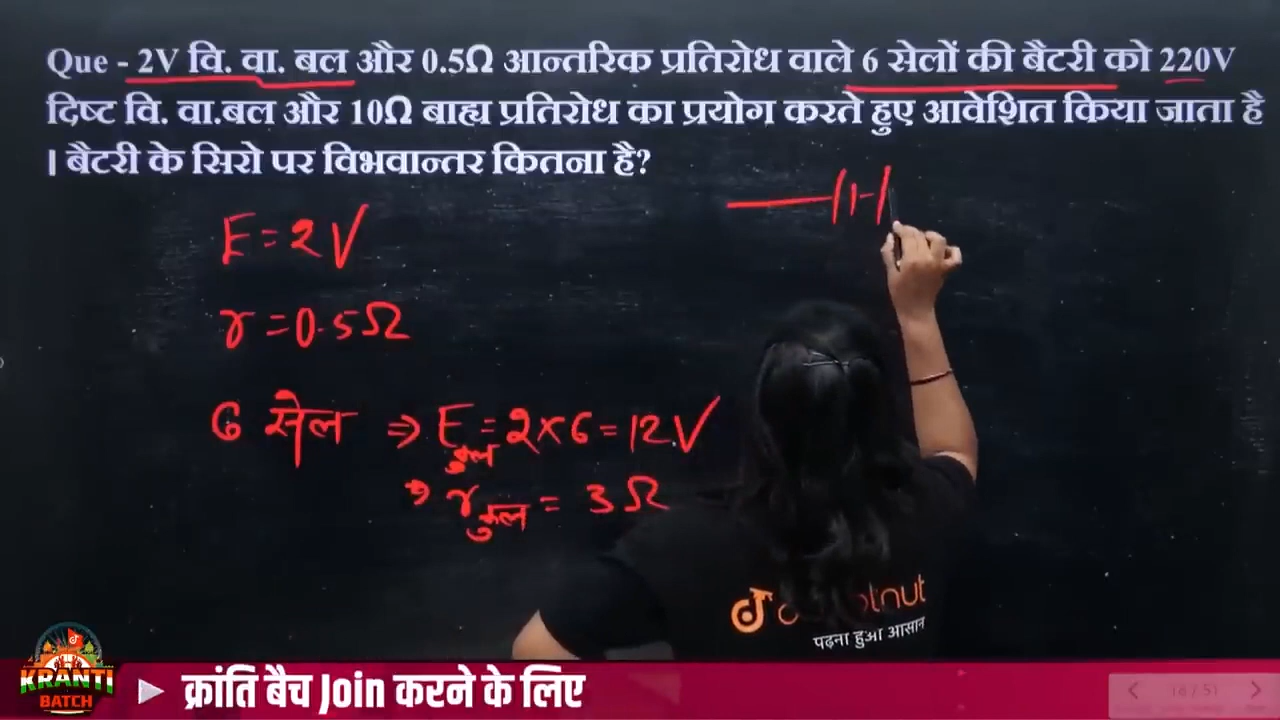 Que - 2V वि. वा. बल और 0.5Ω आन्तरिक प्रतिरोध वाले 6 सेलों की बैटरी को 220V
दिष्ट वि. वा.बल और 10Ω बाह्य प्रतिरोध का प्रयोग करते हुए आवेशित किया जाता है
। बैटरी के सिरो पर विभवान्तर कितना है?
E = 2V
r = 0.5Ω
6 सेल ⇒ E कुल = 2×6 = 12V
r कुल = 3Ω
पढ़ना हुआ आसान
KRANTI
BATCH
क्रांति बैच Join करने के लिए
18 / 51